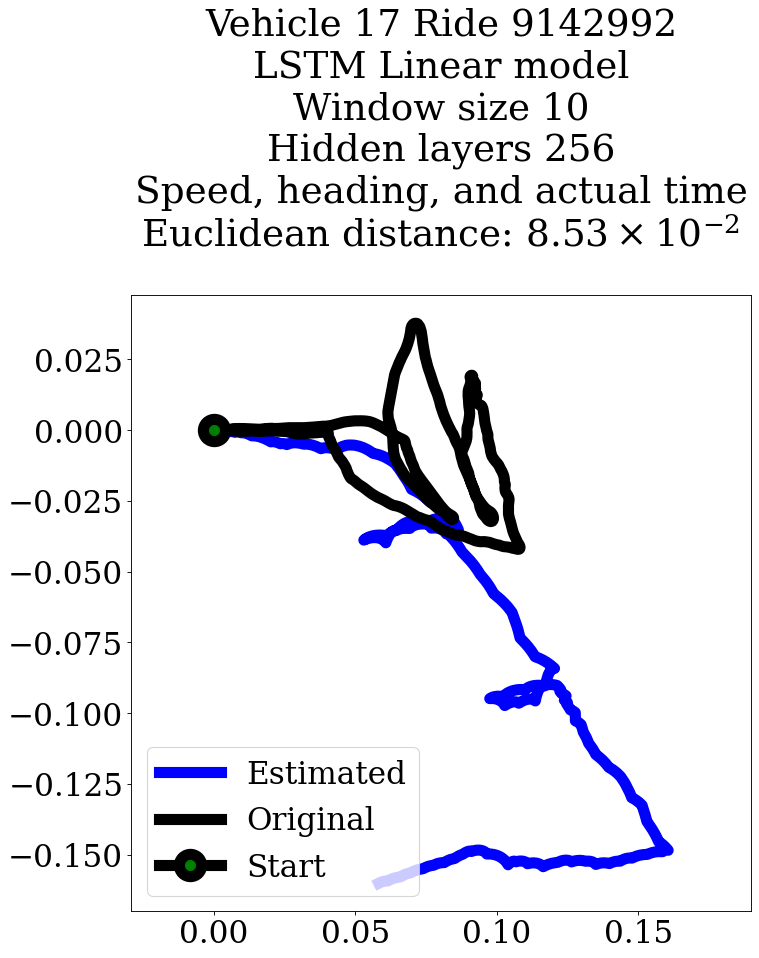 Vehicle 17 Ride 9142992
LSTM Linear model
Window size 10
Hidden layers 256
Speed, heading, and actual time
Euclidean distance: 8.53 × 10⁻²
0.025
0.000
−0.025
−0.050
−0.075
−0.100
−0.125
−0.150
Estimated
Original
Start
0.00 0.05 0.10 0.15